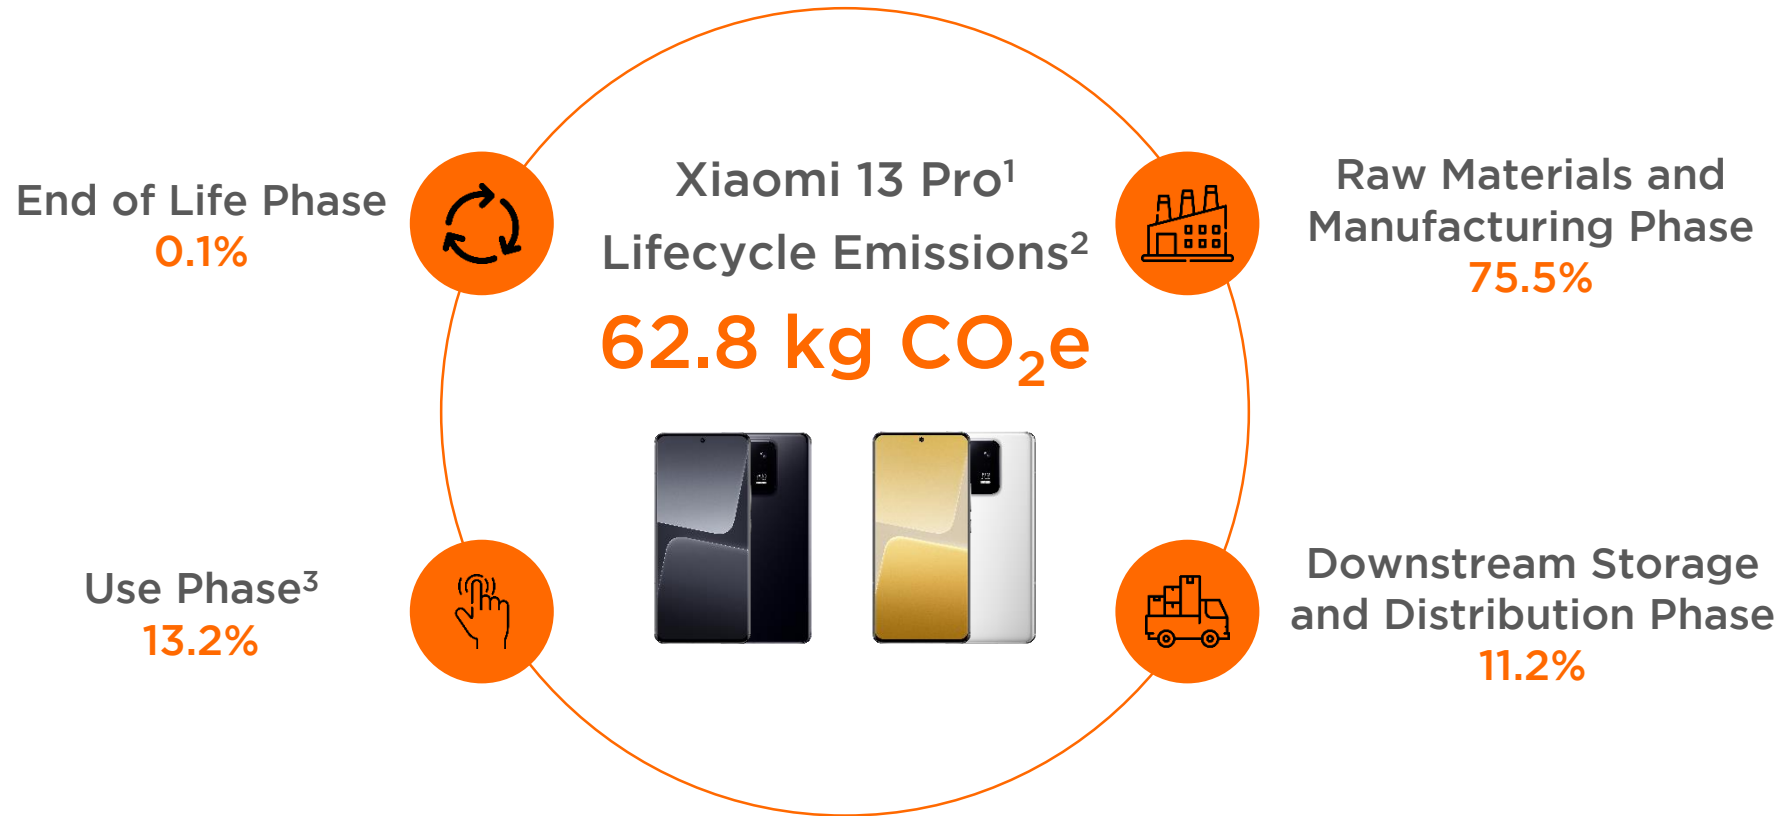 Xiaomi 13 Pro¹
Lifecycle Emissions²
62.8 kg CO₂e
End of Life Phase
0.1%
Raw Materials and
Manufacturing Phase
75.5%
Use Phase³
13.2%
Downstream Storage
and Distribution Phase
11.2%